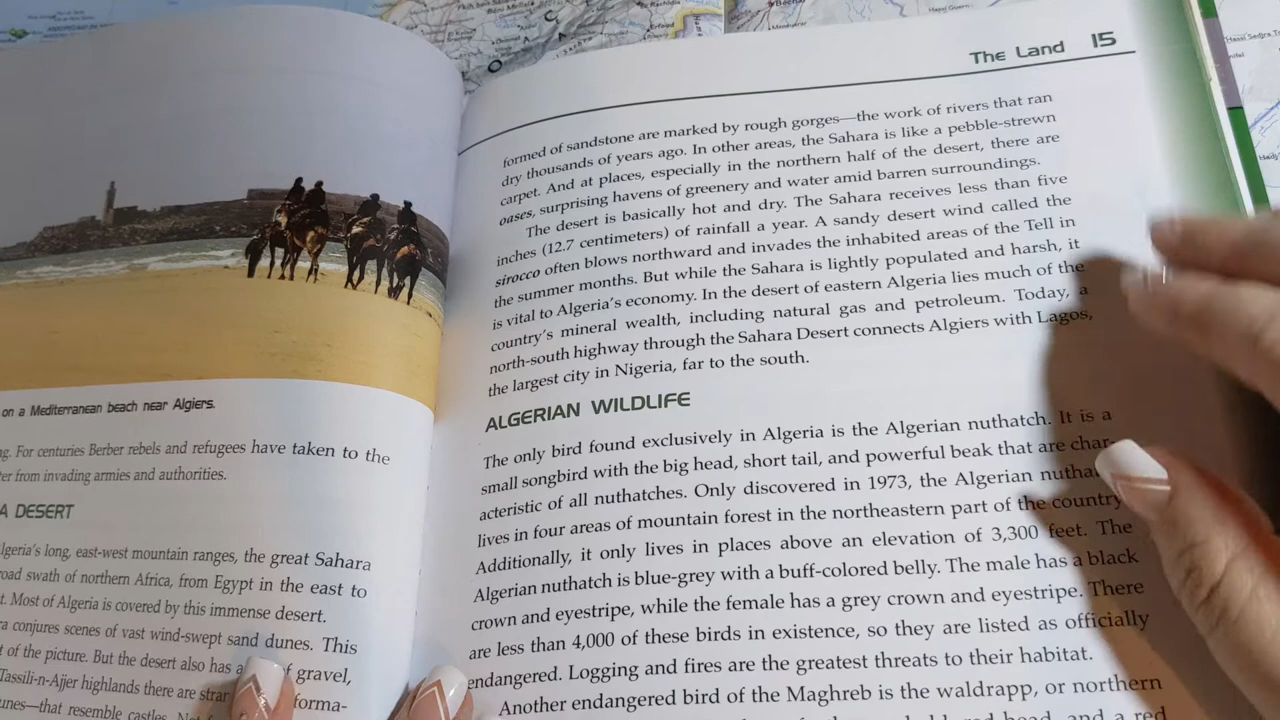 on a Mediterranean beach near Algiers.
For centuries Berber rebels and refugees have taken to the
from invading armies and authorities.
A DESERT
long, east-west mountain ranges, the great Sahara
swath of northern Africa, from Egypt in the east to
Most of Algeria is covered by this immense desert.
conjures scenes of vast wind-swept sand dunes. This
of the picture. But the desert also has a of gravel,
Tassili-n-Ajjer highlands there are forma-
that resemble castles.
The Land 15
formed of sandstone are marked by rough gorges—the work of rivers that ran
dry thousands of years ago. In other areas, the Sahara is like a pebble-strewn
carpet. And at places, especially in the northern half of the desert, there are
oases, surprising havens of greenery and water amid barren surroundings.
The desert is basically hot and dry. The Sahara receives less than five
inches (12.7 centimeters) of rainfall a year. A sandy desert wind called the
sirocco often blows northward and invades the inhabited areas of the Tell in
the summer months. But while the Sahara is lightly populated and harsh, it
is vital to Algeria's economy. In the desert of eastern Algeria lies much of the
country's mineral wealth, including natural gas and petroleum. Today, a
north-south highway through the Sahara Desert connects Algiers with Lagos,
the largest city in Nigeria, far to the south.
ALGERIAN WILDLIFE
The only bird found exclusively in Algeria is the Algerian nuthatch. It is a
small songbird with the big head, short tail, and powerful beak that are char-
acteristic of all nuthatches. Only discovered in 1973, the Algerian
lives in four areas of mountain forest in the northeastern part of the country
Additionally, it only lives in places above an elevation of 3,300 feet. The
Algerian nuthatch is blue-grey with a buff-colored belly. The male has a black
crown and eyestripe, while the female has a grey crown and eyestripe. There
are less than 4,000 of these birds in existence, so they are listed as officially
endangered. Logging and fires are the greatest threats to their habitat.
Another endangered bird of the Maghreb is the waldrapp, or northern
head, and a red